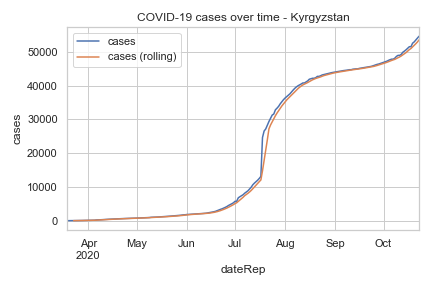 COVID-19 cases over time - Kyrgyzstan
cases
cases (rolling)
50000
40000
30000
20000
10000
0
cases
Apr
2020
May
Jun
Jul
Aug
Sep
Oct
dateRep